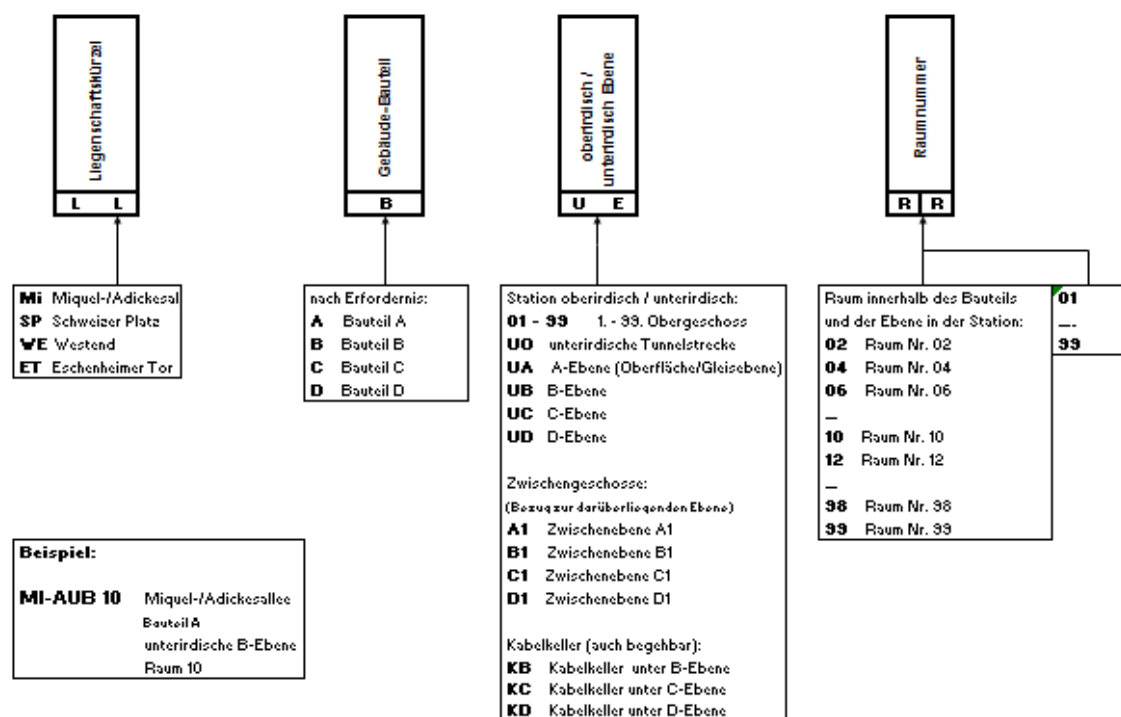 Liegenschaftskürzel
L L
Gebäude-Bauteil
B
oberirdisch /
unterirdisch Ebene
U E
Raumnummer
R R
Mi Miquel-/Adickesal
SP Schweizer Platz
WE Westend
ET Eschenheimer Tor
nach Erfordernis:
A Bauteil A
B Bauteil B
C Bauteil C
D Bauteil D
Station oberirdisch / unterirdisch:
01 - 99 1. - 99. Obergeschoss
UO unterirdische Tunnelstrecke
UA A-Ebene (Oberfläche/Gleisebene)
UB B-Ebene
UC C-Ebene
UD D-Ebene
Zwischengeschosse:
(Bezug zur darüberliegenden Ebene)
A1 Zwischenebene A1
B1 Zwischenebene B1
C1 Zwischenebene C1
D1 Zwischenebene D1
Kabelkeller (auch begehbar):
KB Kabelkeller unter B-Ebene
KC Kabelkeller unter C-Ebene
KD Kabelkeller unter D-Ebene
Raum innerhalb des Bauteils
und der Ebene in der Station:
02 Raum Nr. 02
04 Raum Nr. 04
06 Raum Nr. 06
...
10 Raum Nr. 10
12 Raum Nr. 12
...
98 Raum Nr. 98
99 Raum Nr. 99
01
....
99
Beispiel:
MI-AUB 10 Miquel-/Adickesallee
Bauteil A
unterirdische B-Ebene
Raum 10